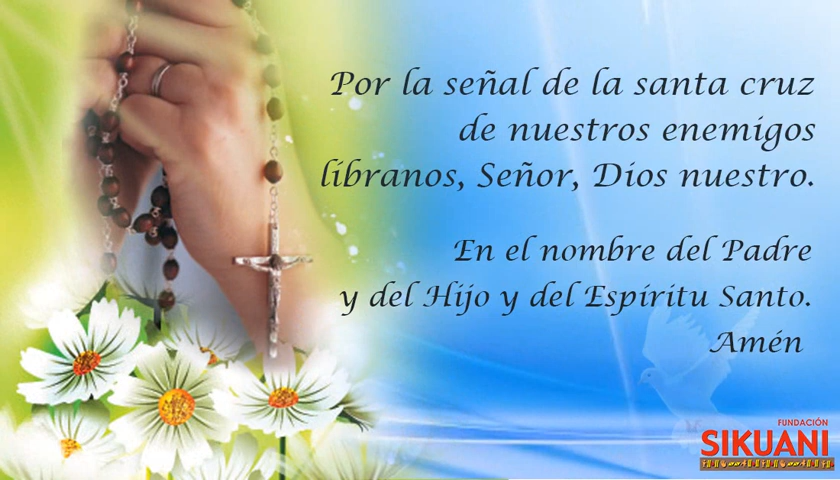 Por la señal de la santa cruz
de nuestros enemigos
libranos, Señor, Dios nuestro.
En el nombre del Padre
y del Hijo y del Espíritu Santo.
Amén
FUNDACIÓN
SIKUANI